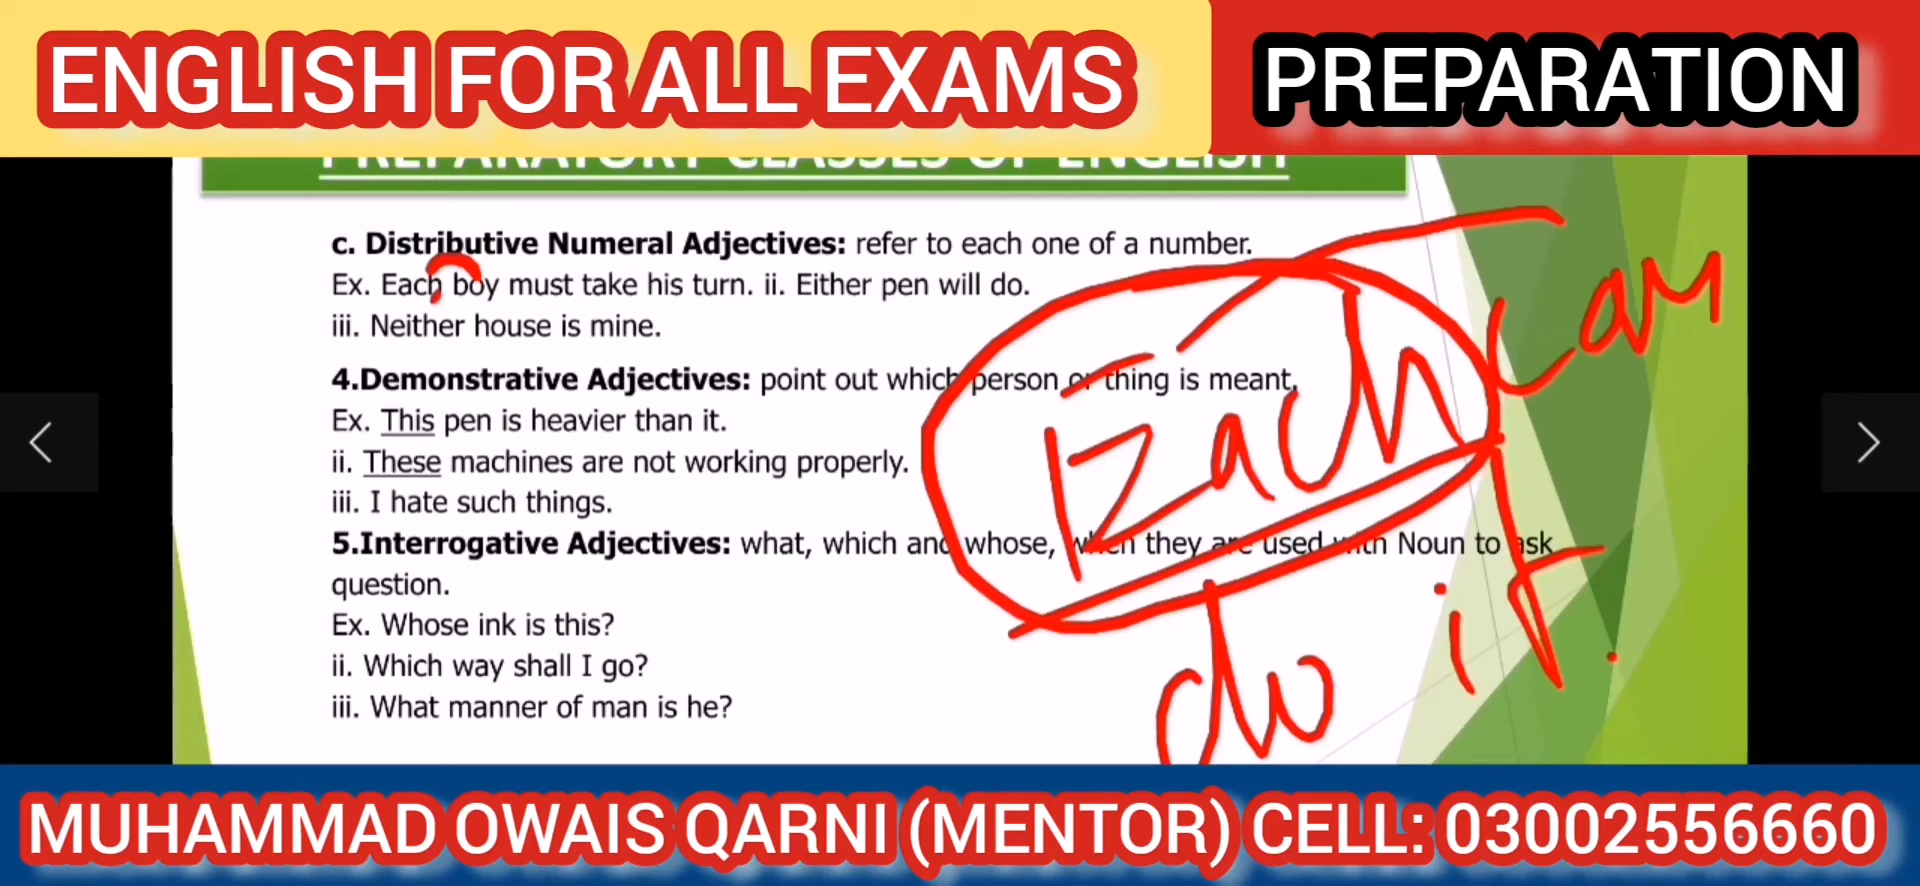 ENGLISH FOR ALL EXAMS PREPARATION
PREPARATORY CLASSES OF ENGLISH
c. Distributive Numeral Adjectives: refer to each one of a number.
Ex. Each boy must take his turn. ii. Either pen will do.
iii. Neither house is mine.
4.Demonstrative Adjectives: point out which person or thing is meant.
Ex. This pen is heavier than it.
ii. These machines are not working properly.
iii. I hate such things.
5.Interrogative Adjectives: what, which and whose, when they are used with Noun to ask
question.
Ex. Whose ink is this?
ii. Which way shall I go?
iii. What manner of man is he?
Each can
do it.
MUHAMMAD OWAIS QARNI (MENTOR) CELL: 03002556660